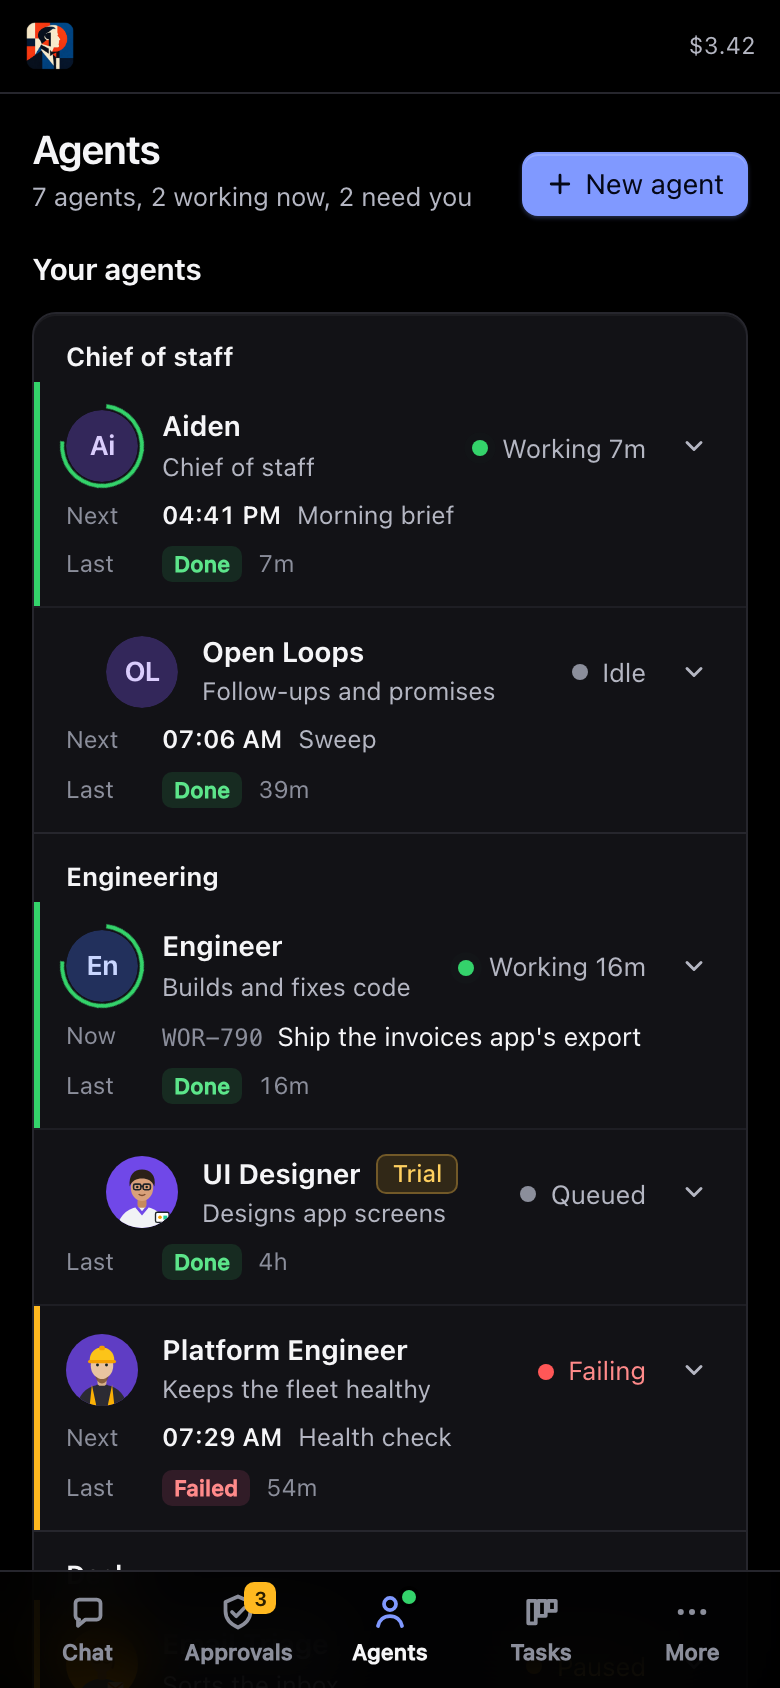 $3.42
Agents
7 agents, 2 working now, 2 need you
+ New agent
Your agents
Chief of staff
Ai Aiden Working 7m
Chief of staff
Next 04:41 PM Morning brief
Last Done 7m
OL Open Loops Idle
Follow-ups and promises
Next 07:06 AM Sweep
Last Done 39m
Engineering
En Engineer Working 16m
Builds and fixes code
Now WOR-790 Ship the invoices app's export
Last Done 16m
UI Designer Trial Queued
Designs app screens
Last Done 4h
Platform Engineer Failing
Keeps the fleet healthy
Next 07:29 AM Health check
Last Failed 54m
3
Chat Approvals Agents Tasks More
Paused
Sorts the inbox